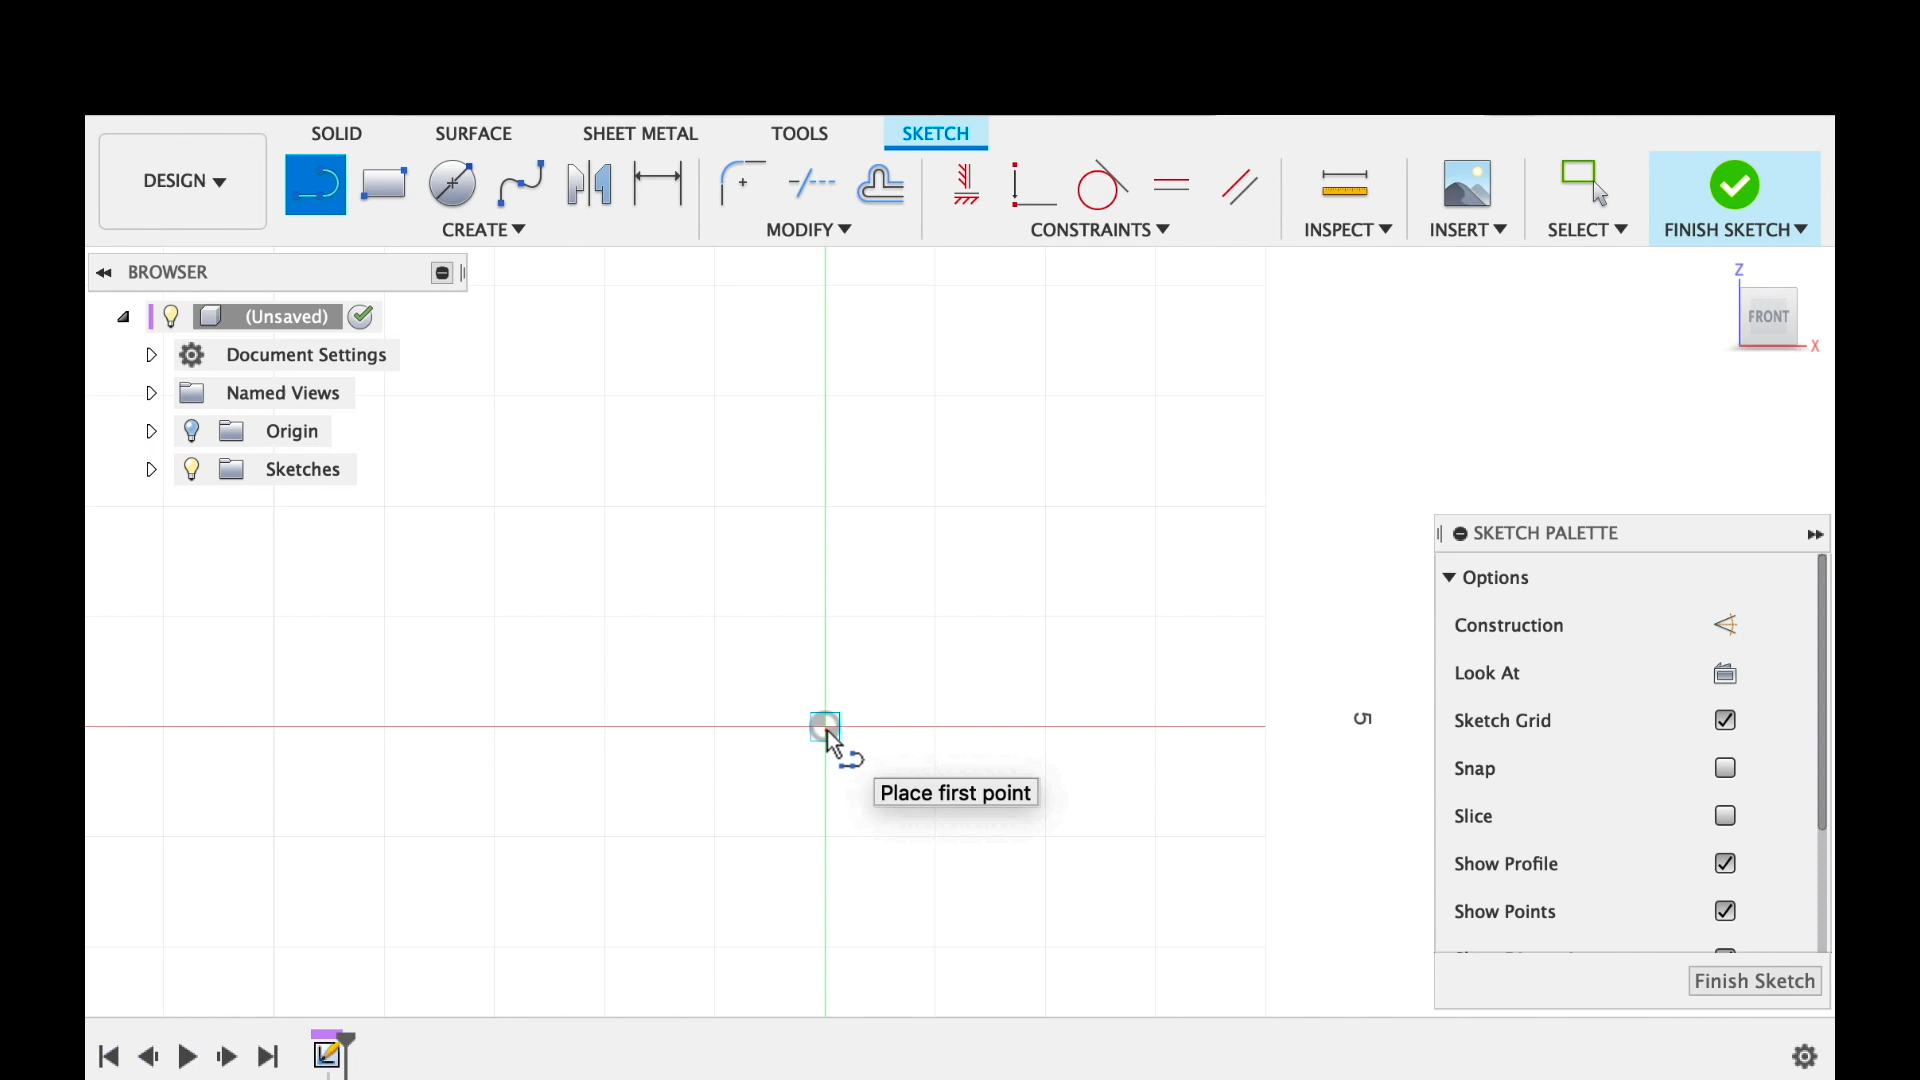 SOLID SURFACE SHEET METAL TOOLS SKETCH
DESIGN
CREATE MODIFY CONSTRAINTS INSPECT INSERT SELECT FINISH SKETCH
BROWSER
(Unsaved)
Document Settings
Named Views
Origin
Sketches
Z
FRONT
X
5
Place first point
SKETCH PALETTE
Options
Construction
Look At
Sketch Grid
Snap
Slice
Show Profile
Show Points
Finish Sketch